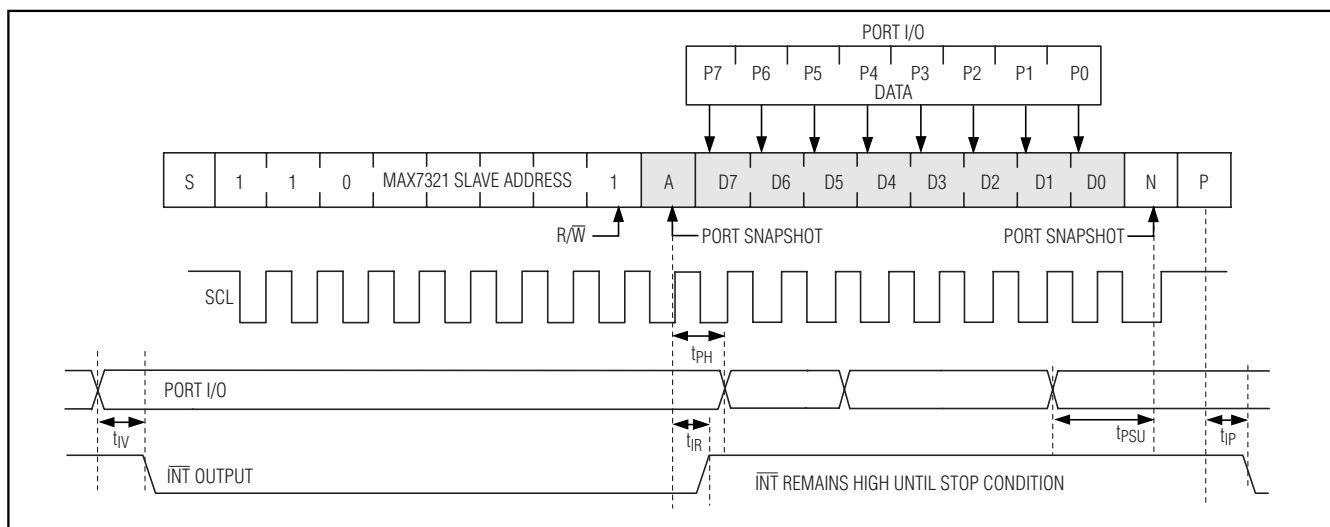 PORT I/O
P7 P6 P5 P4 P3 P2 P1 P0
DATA
S 1 1 0 MAX7321 SLAVE ADDRESS 1 A D7 D6 D5 D4 D3 D2 D1 D0 N P
R/W̅ PORT SNAPSHOT PORT SNAPSHOT
SCL
tPH
PORT I/O
tIV tIR tPSU tIP
I̅N̅T̅ OUTPUT I̅N̅T̅ REMAINS HIGH UNTIL STOP CONDITION